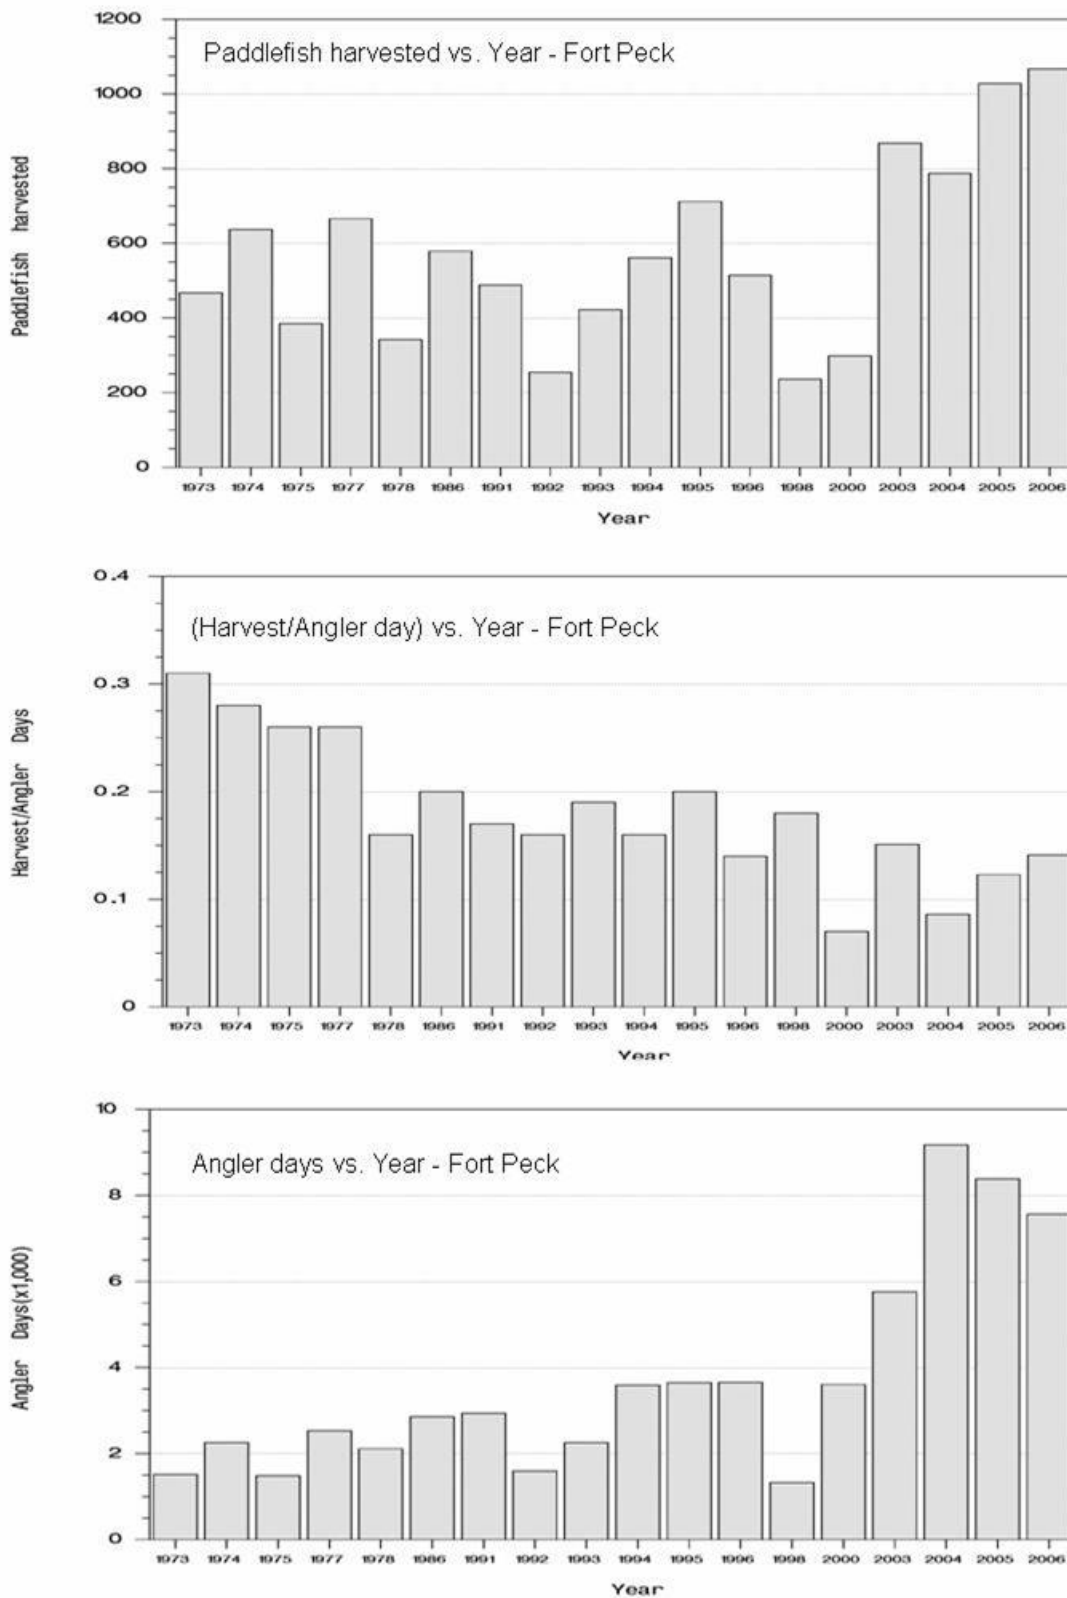 Paddlefish harvested vs. Year - Fort Peck
Paddlefish harvested
1200
1000
800
600
400
200
0
1973 1974 1975 1977 1978 1986 1991 1992 1993 1994 1995 1996 1998 2000 2003 2004 2005 2006
Year
(Harvest/Angler day) vs. Year - Fort Peck
Harvest/Angler Days
0.4
0.3
0.2
0.1
0
1973 1974 1975 1977 1978 1986 1991 1992 1993 1994 1995 1996 1998 2000 2003 2004 2005 2006
Year
Angler days vs. Year - Fort Peck
Angler Days(x1,000)
10
8
6
4
2
0
1973 1974 1975 1977 1978 1986 1991 1992 1993 1994 1995 1996 1998 2000 2003 2004 2005 2006
Year